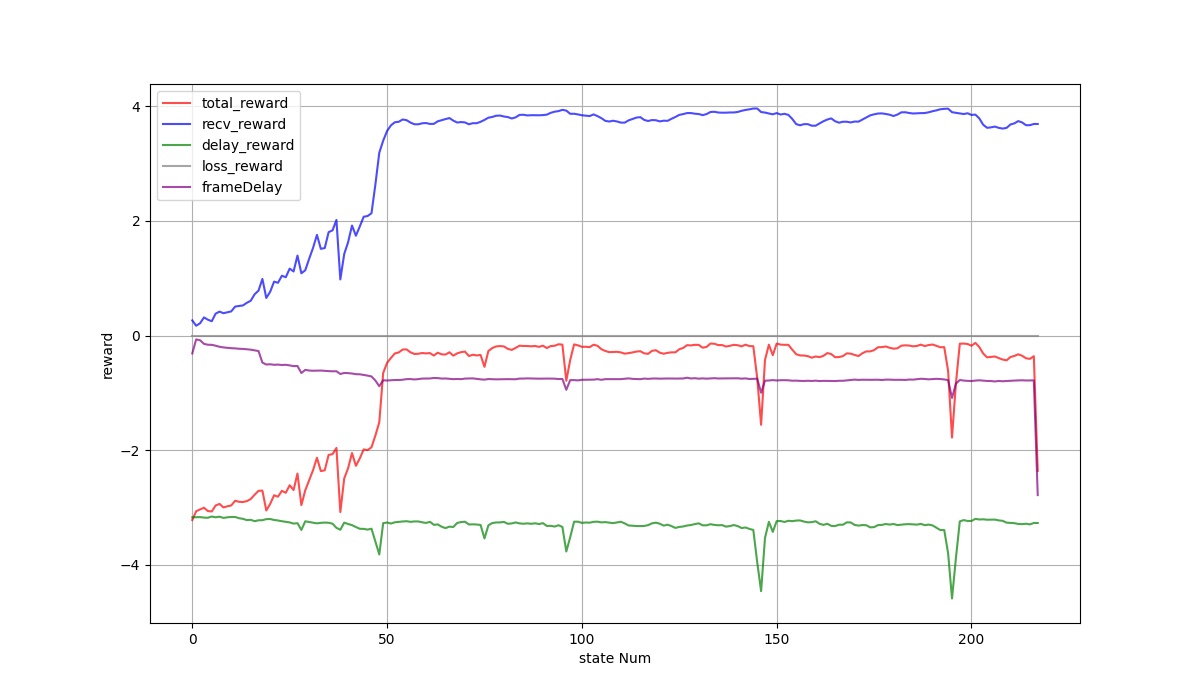 total_reward
recv_reward
delay_reward
loss_reward
frameDelay
4
2
0
−2
−4
reward
0 50 100 150 200
state Num